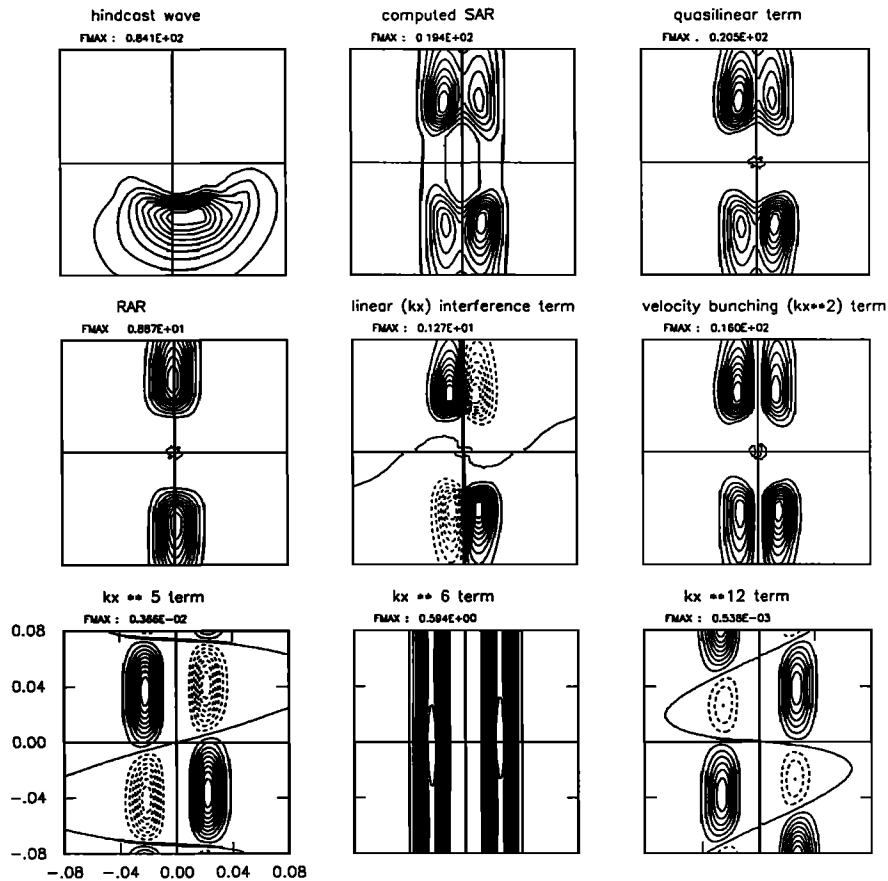 hindcast wave
FMAX : 0.841E+02
computed SAR
FMAX : 0 194E+02
quasilinear term
FMAX . 0.205E+02
RAR
FMAX 0.887E+01
linear (kx) interference term
FMAX : 0.127E+01
velocity bunching (kx**2) term
FMAX : 0.160E+02
kx ** 5 term
FMAX : 0.366E-02
kx ** 6 term
FMAX : 0.594E+00
kx **12 term
FMAX : 0.538E-03
0.08
0.04
0.00
-.04
-.08
-.08 -.04 0.00 0.04 0.08